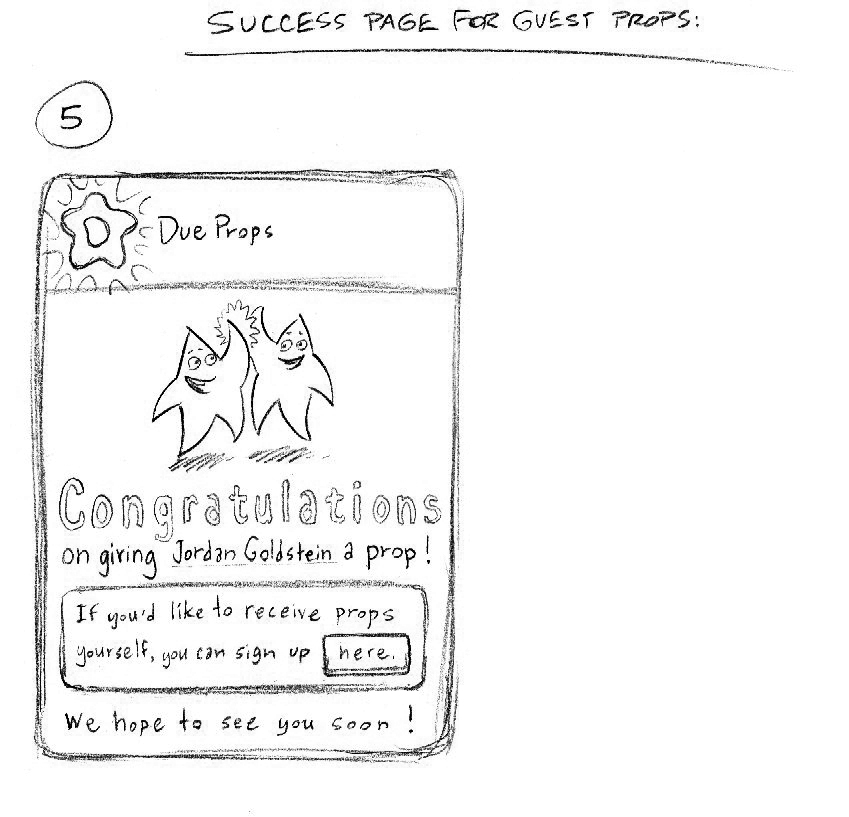 SUCCESS PAGE FOR GUEST PROPS:
5
D
Due Props
Congratulations
on giving Jordan Goldstein a prop!
If you'd like to receive props
yourself, you can sign up here.
We hope to see you soon!